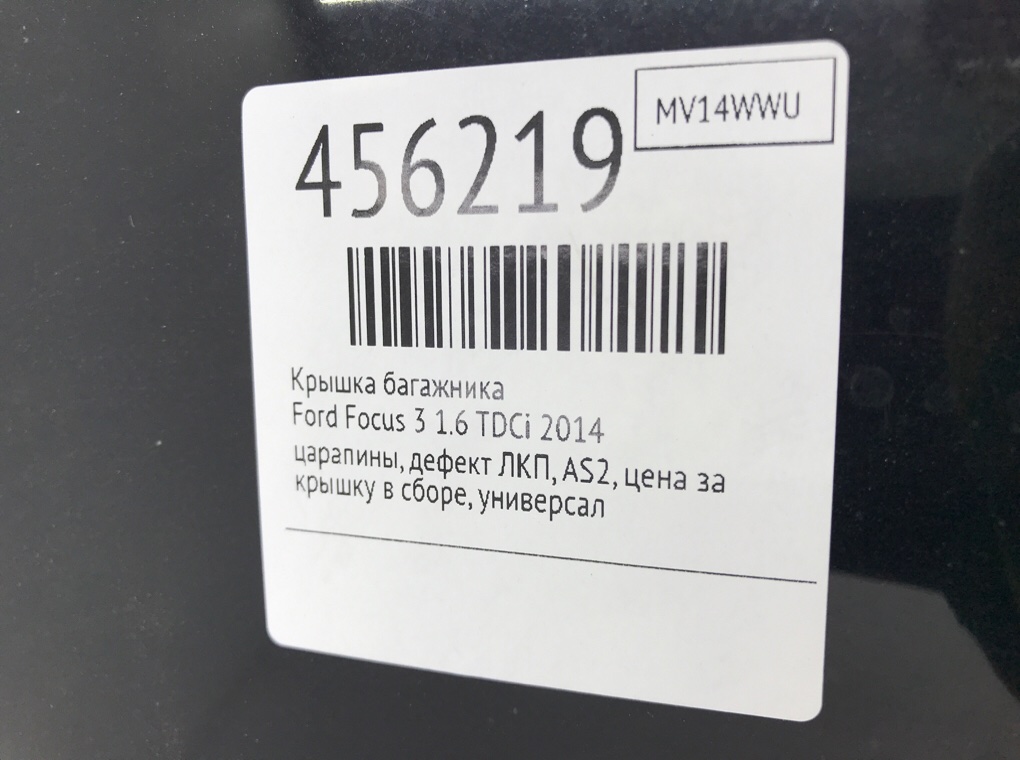 456219
MV14WWU
Крышка багажника
Ford Focus 3 1.6 TDCi 2014
царапины, дефект ЛКП, AS2, цена за
крышку в сборе, универсал